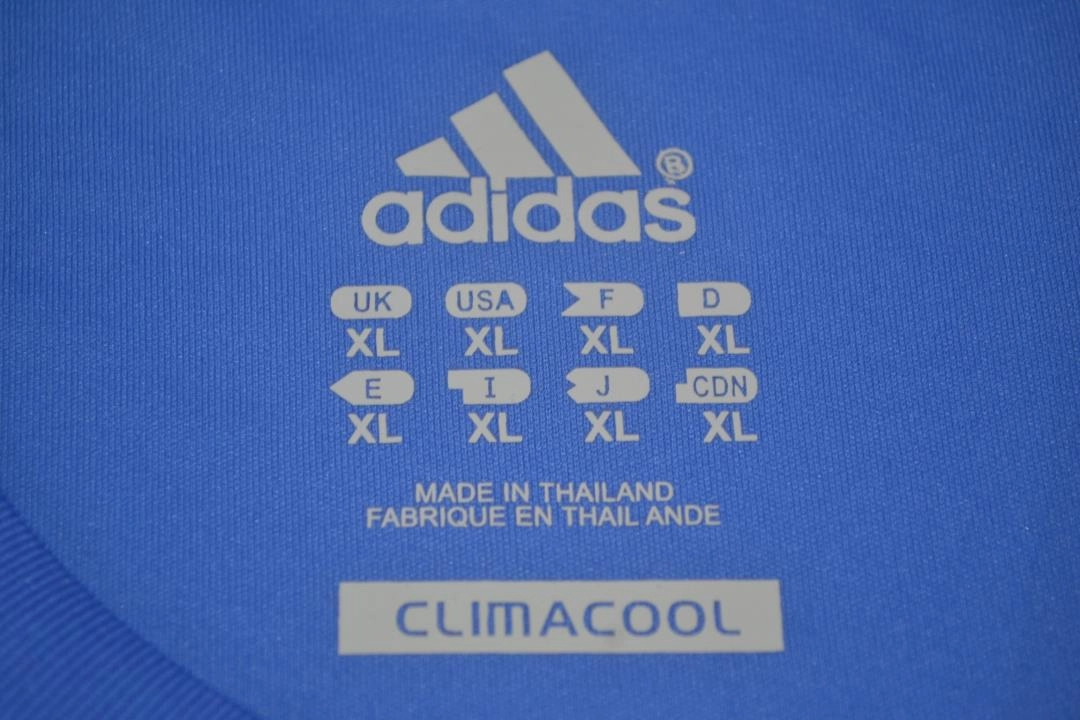 adidas®
UK USA F D
XL XL XL XL
E I J CDN
XL XL XL XL
MADE IN THAILAND
FABRIQUE EN THAIL ANDE
CLIMACOOL